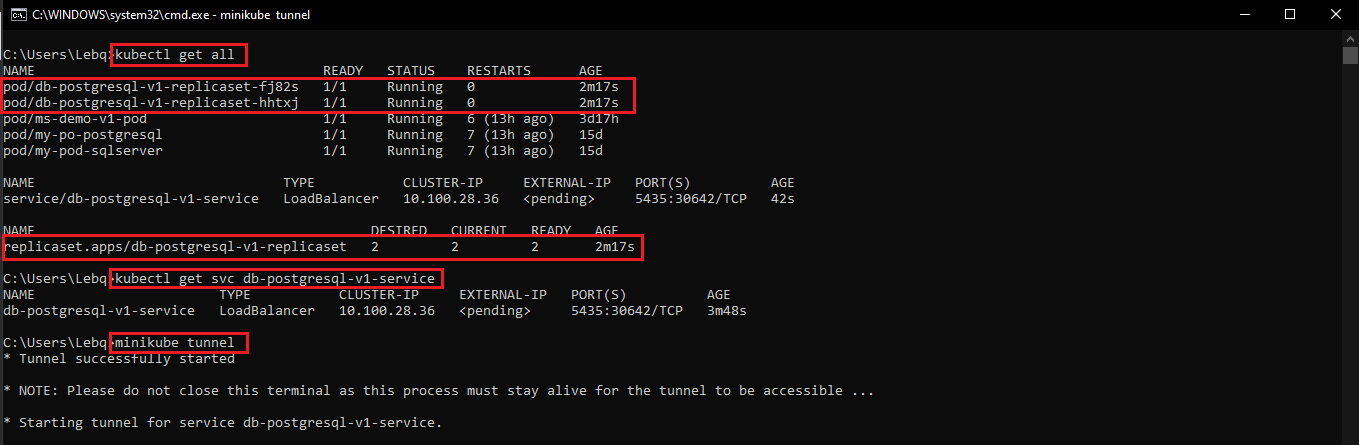 C:\WINDOWS\system32\cmd.exe - minikube tunnel
C:\Users\Lebq>kubectl get all
NAME READY STATUS RESTARTS AGE
pod/db-postgresql-v1-replicaset-fj82s 1/1 Running 0 2m17s
pod/db-postgresql-v1-replicaset-hhtxj 1/1 Running 0 2m17s
pod/ms-demo-v1-pod 1/1 Running 6 (13h ago) 3d17h
pod/my-po-postgresql 1/1 Running 7 (13h ago) 15d
pod/my-pod-sqlserver 1/1 Running 7 (13h ago) 15d
NAME TYPE CLUSTER-IP EXTERNAL-IP PORT(S) AGE
service/db-postgresql-v1-service LoadBalancer 10.100.28.36 <pending> 5435:30642/TCP 42s
NAME DESIRED CURRENT READY AGE
replicaset.apps/db-postgresql-v1-replicaset 2 2 2 2m17s
C:\Users\Lebq>kubectl get svc db-postgresql-v1-service
NAME TYPE CLUSTER-IP EXTERNAL-IP PORT(S) AGE
db-postgresql-v1-service LoadBalancer 10.100.28.36 <pending> 5435:30642/TCP 3m48s
C:\Users\Lebq>minikube tunnel
* Tunnel successfully started
* NOTE: Please do not close this terminal as this process must stay alive for the tunnel to be accessible ...
* Starting tunnel for service db-postgresql-v1-service.